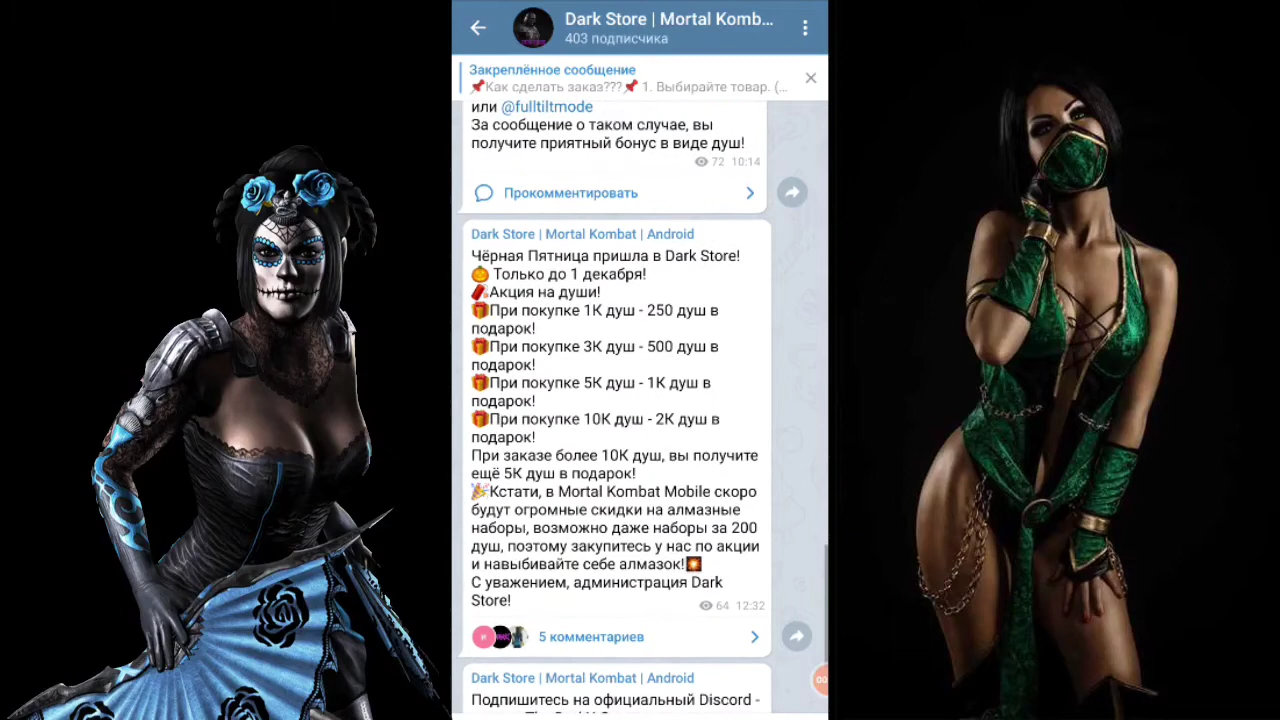 Dark Store | Mortal Komb...
403 подписчика
Закреплённое сообщение
📌Как сделать заказ???📌 1. Выбирайте товар. (...
или @fulltiltmode
За сообщение о таком случае, вы
получите приятный бонус в виде душ!
72 10:14
Прокомментировать
Dark Store | Mortal Kombat | Android
Чёрная Пятница пришла в Dark Store!
🎃 Только до 1 декабря!
🧧Акция на души!
🎁При покупке 1К душ - 250 душ в
подарок!
🎁При покупке 3К душ - 500 душ в
подарок!
🎁При покупке 5К душ - 1К душ в
подарок!
🎁При покупке 10К душ - 2К душ в
подарок!
При заказе более 10К душ, вы получите
ещё 5К душ в подарок!
🎉Кстати, в Mortal Kombat Mobile скоро
будут огромные скидки на алмазные
наборы, возможно даже наборы за 200
душ, поэтому закупитесь у нас по акции
и навыбивайте себе алмазок!💥
С уважением, администрация Dark
Store!
64 12:32
5 комментариев
Dark Store | Mortal Kombat | Android
Подпишитесь на официальный Discord -